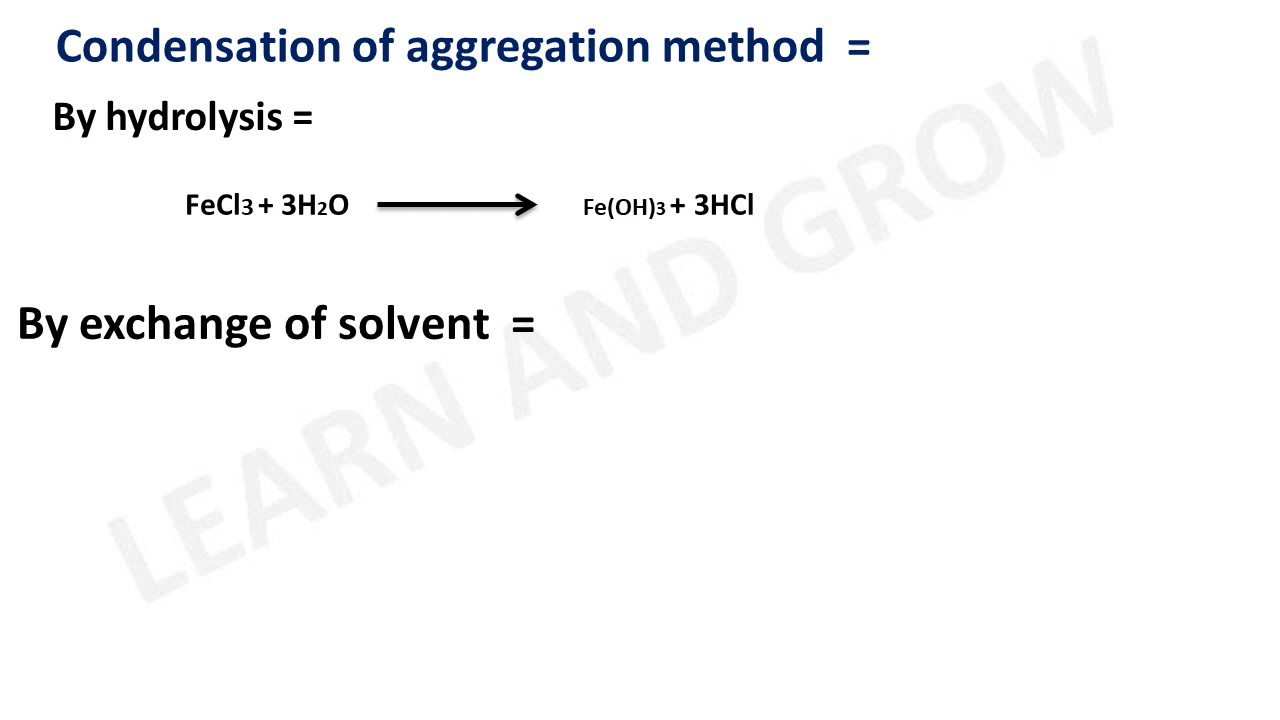 Condensation of aggregation method =
By hydrolysis =
FeCl3 + 3H2O Fe(OH)3 + 3HCl
By exchange of solvent =
LEARN AND GROW